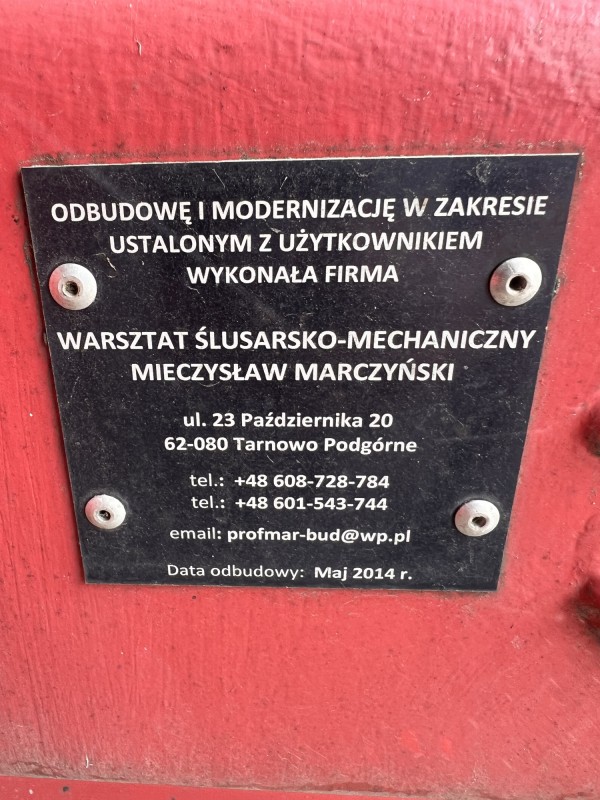 ODBUDOWĘ I MODERNIZACJĘ W ZAKRESIE
USTALONYM Z UŻYTKOWNIKIEM
WYKONAŁA FIRMA
WARSZTAT ŚLUSARSKO-MECHANICZNY
MIECZYSŁAW MARCZYŃSKI
ul. 23 Października 20
62-080 Tarnowo Podgórne
tel.: +48 608-728-784
tel.: +48 601-543-744
email: profmar-bud@wp.pl
Data odbudowy: Maj 2014 r.